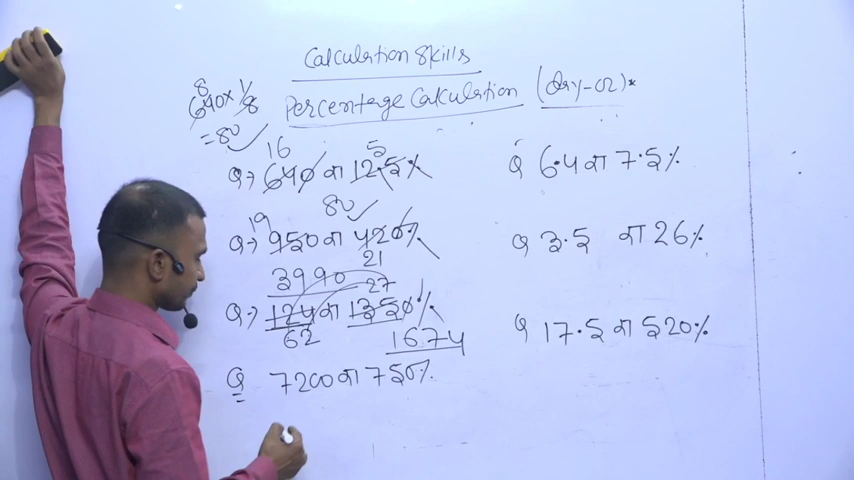 Calculation Skills
Percentage Calculation (day-02)*
8
640× 1/8
=80
16 5
Q→ 640 का 12.5%
80
19
Q→ 950 का 420%
3990 21
27
Q→ 124 का 1350%
62
1674
Q 7200 का 750%
Q 6.4 का 7.5%
Q 3.5 का 26%
Q 17.5 का 520%